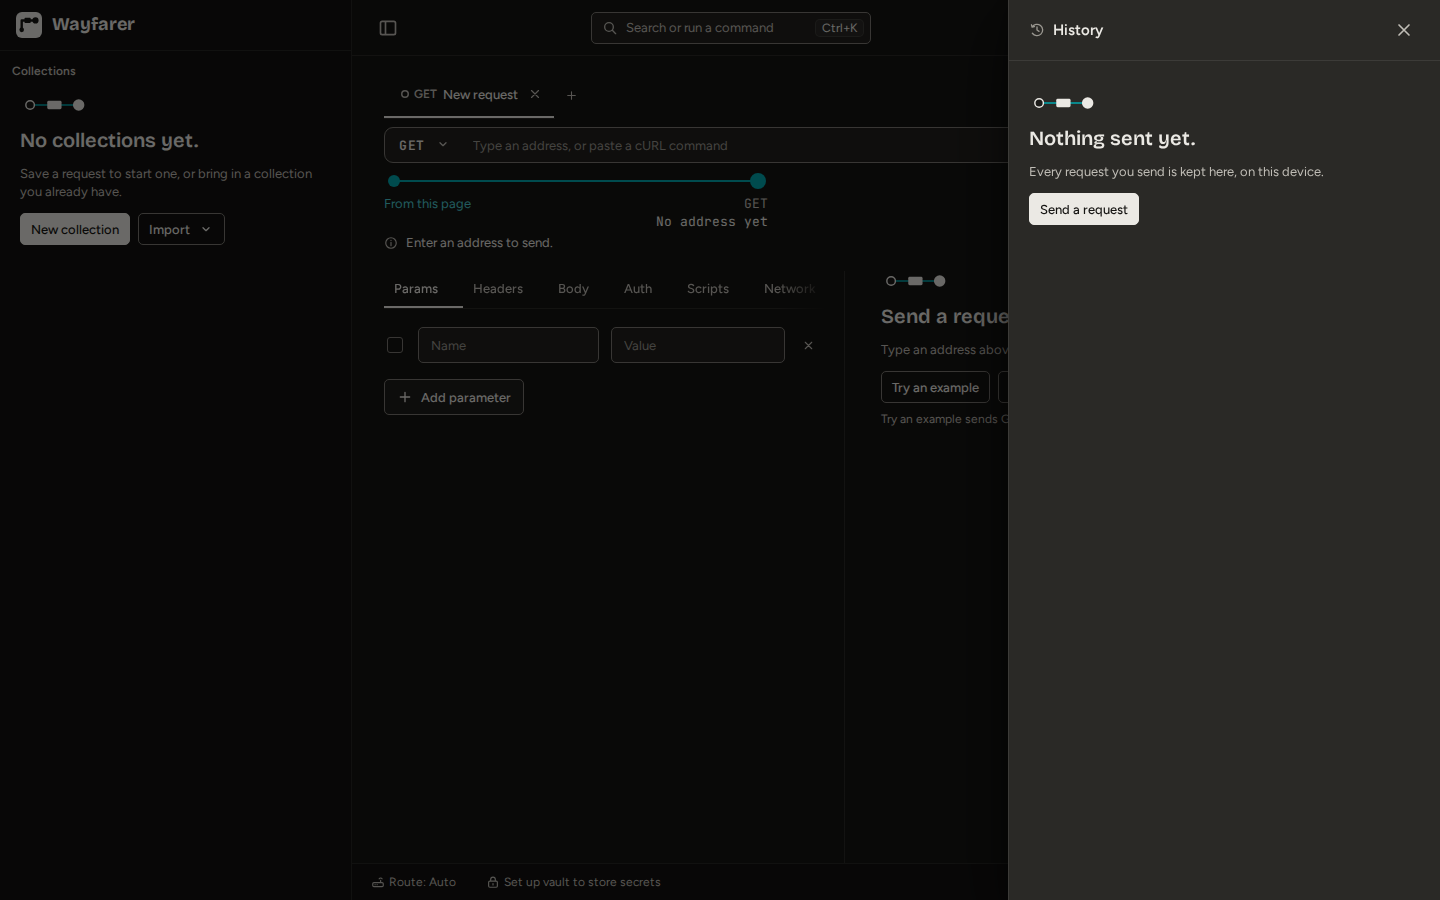 Wayfarer
Search or run a command
Ctrl+K
History
Collections
No collections yet.
Save a request to start one, or bring in a collection
you already have.
New collection
Import
GET New request
GET
Type an address, or paste a cURL command
From this page
GET
No address yet
Enter an address to send.
Params
Headers
Body
Auth
Scripts
Network
Name
Value
Add parameter
Send a reque
Type an address abov
Try an example
Try an example sends G
Nothing sent yet.
Every request you send is kept here, on this device.
Send a request
Route: Auto
Set up vault to store secrets